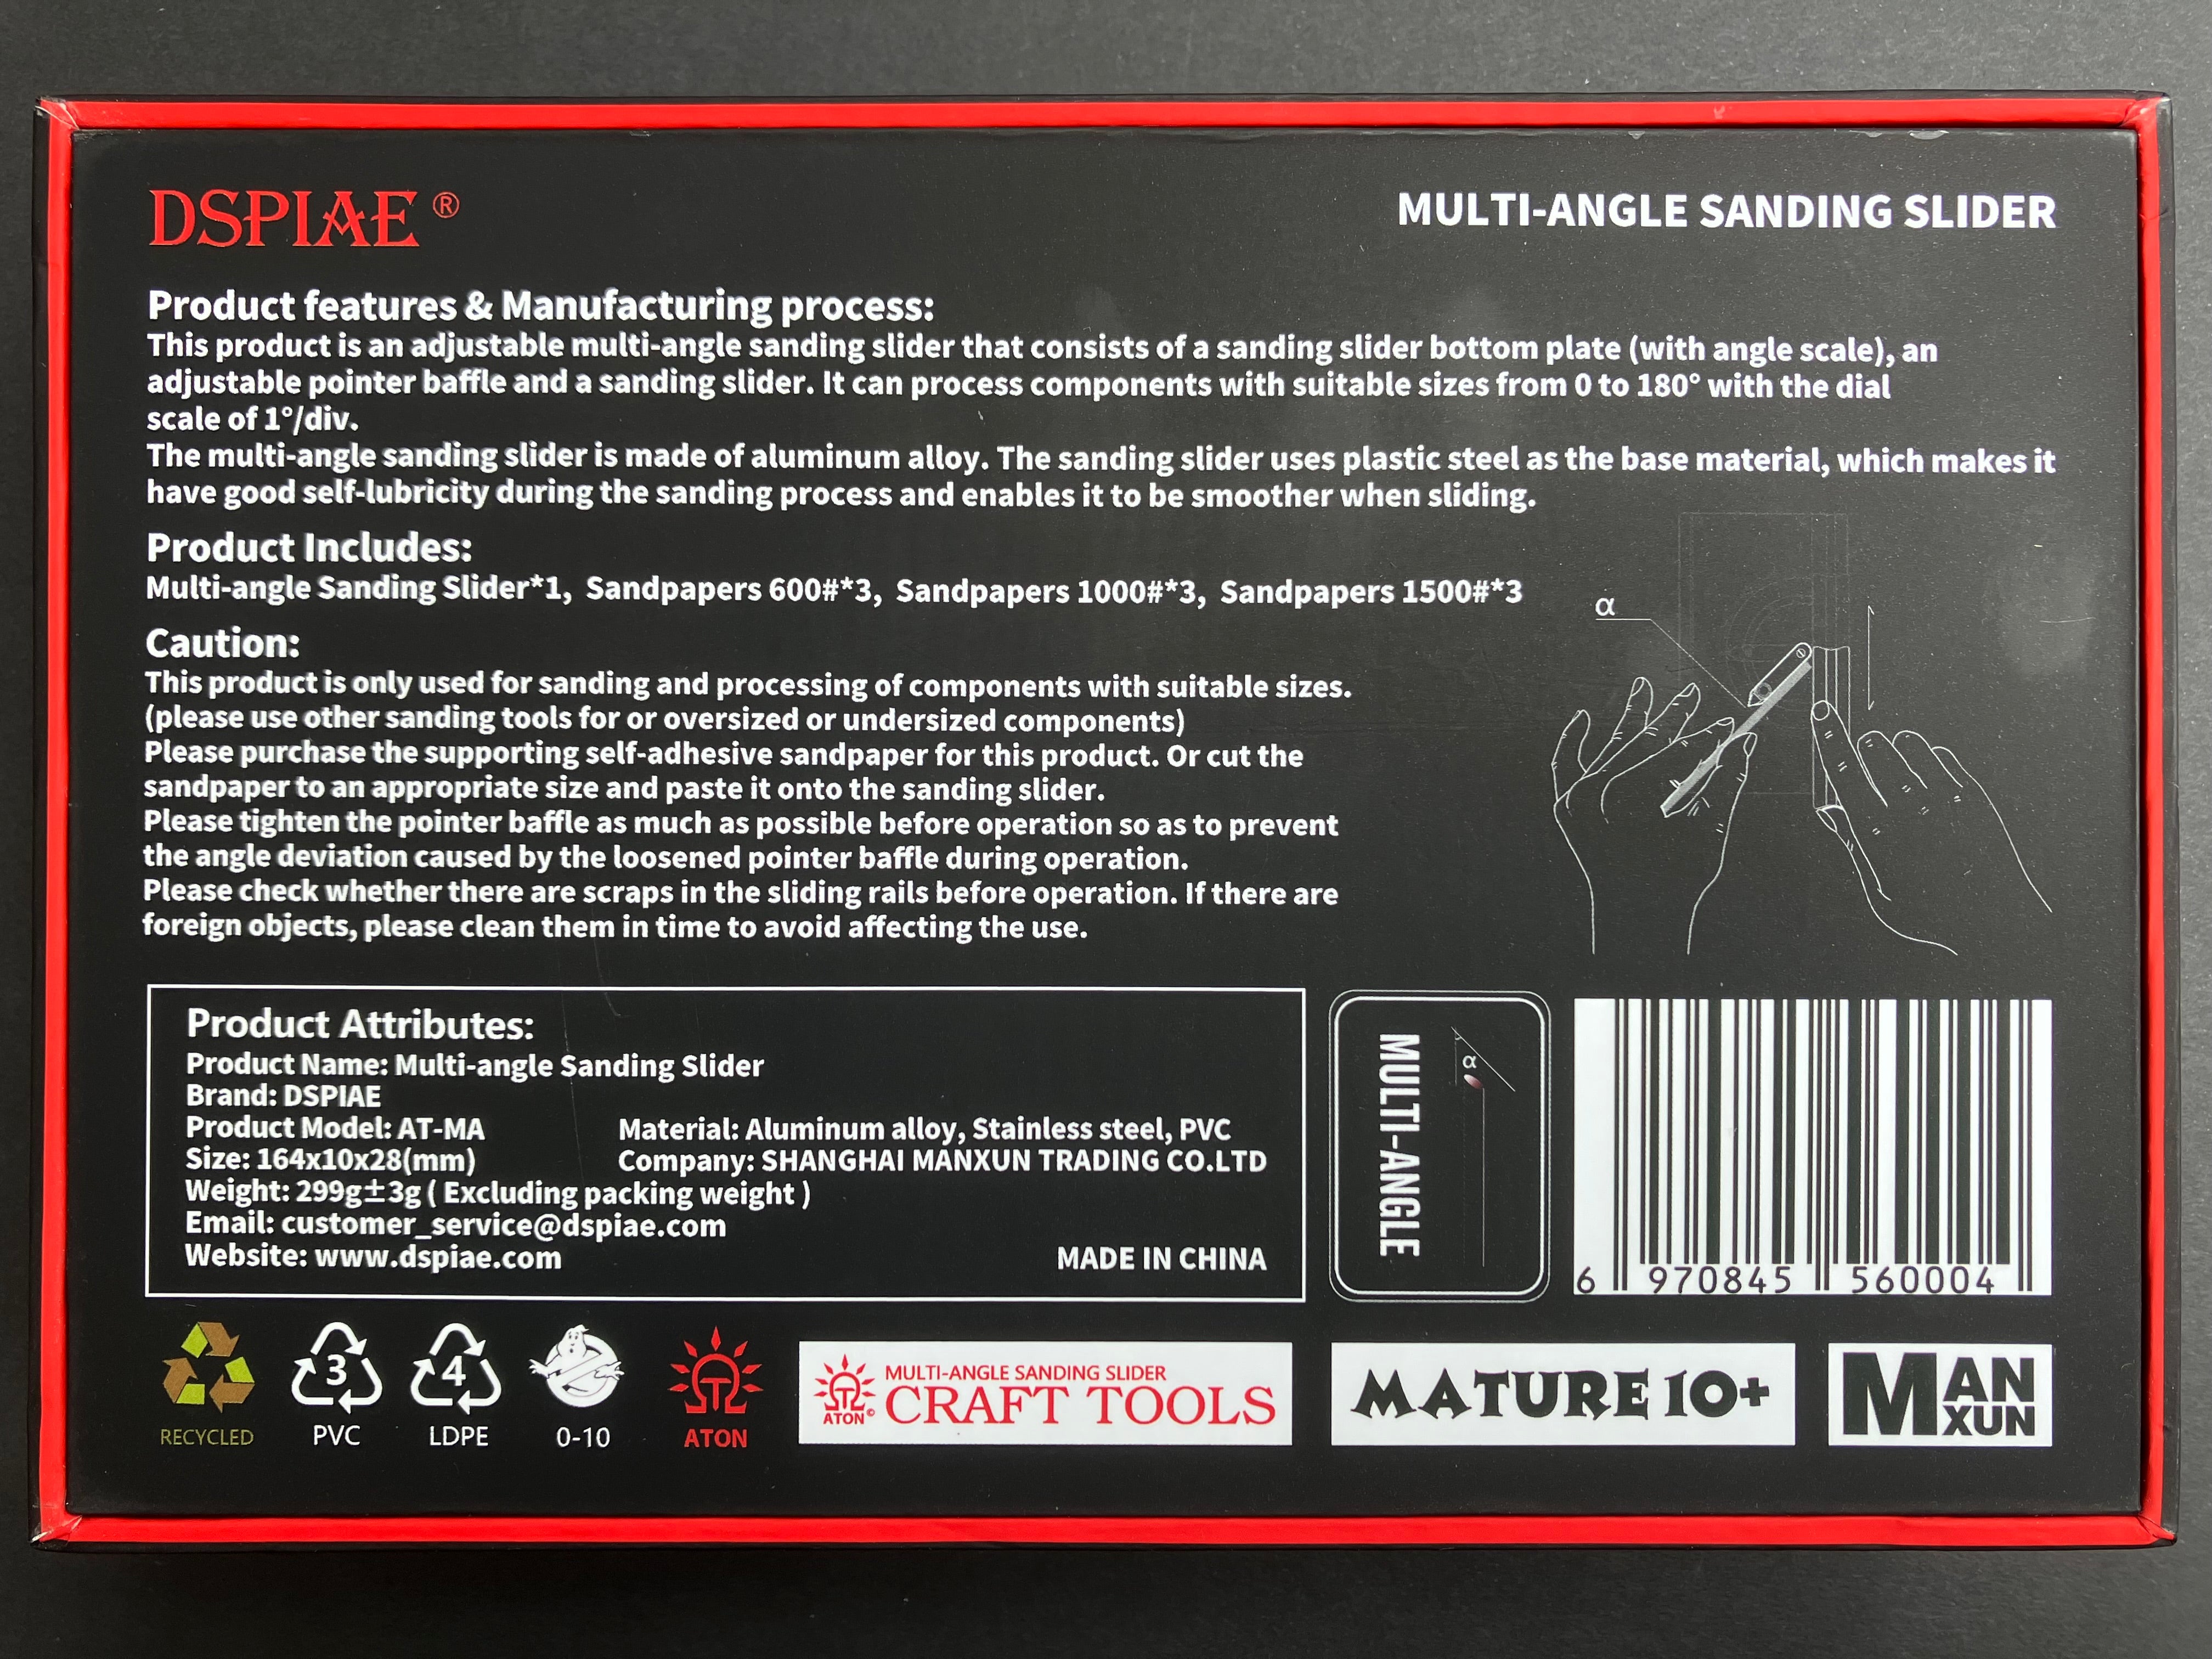 DSPIAE ®
MULTI-ANGLE SANDING SLIDER
Product features & Manufacturing process:
This product is an adjustable multi-angle sanding slider that consists of a sanding slider bottom plate (with angle scale), an
adjustable pointer baffle and a sanding slider. It can process components with suitable sizes from 0 to 180° with the dial
scale of 1°/div.
The multi-angle sanding slider is made of aluminum alloy. The sanding slider uses plastic steel as the base material, which makes it
have good self-lubricity during the sanding process and enables it to be smoother when sliding.
Product Includes:
Multi-angle Sanding Slider*1, Sandpapers 600#*3, Sandpapers 1000#*3, Sandpapers 1500#*3
α
Caution:
This product is only used for sanding and processing of components with suitable sizes.
(please use other sanding tools for or oversized or undersized components)
Please purchase the supporting self-adhesive sandpaper for this product. Or cut the
sandpaper to an appropriate size and paste it onto the sanding slider.
Please tighten the pointer baffle as much as possible before operation so as to prevent
the angle deviation caused by the loosened pointer baffle during operation.
Please check whether there are scraps in the sliding rails before operation. If there are
foreign objects, please clean them in time to avoid affecting the use.
Product Attributes:
Product Name: Multi-angle Sanding Slider
Brand: DSPIAE
Product Model: AT-MA
Material: Aluminum alloy, Stainless steel, PVC
Size: 164x10x28(mm)
Company: SHANGHAI MANXUN TRADING CO.LTD
Weight: 299g±3g ( Excluding packing weight )
Email: customer_service@dspiae.com
Website: www.dspiae.com
MADE IN CHINA
MULTI-ANGLE
α
6 970845 560004
RECYCLED
3
PVC
4
LDPE
0-10
ATON
ATON©
MULTI-ANGLE SANDING SLIDER
CRAFT TOOLS
MATURE 10+
MANXUN